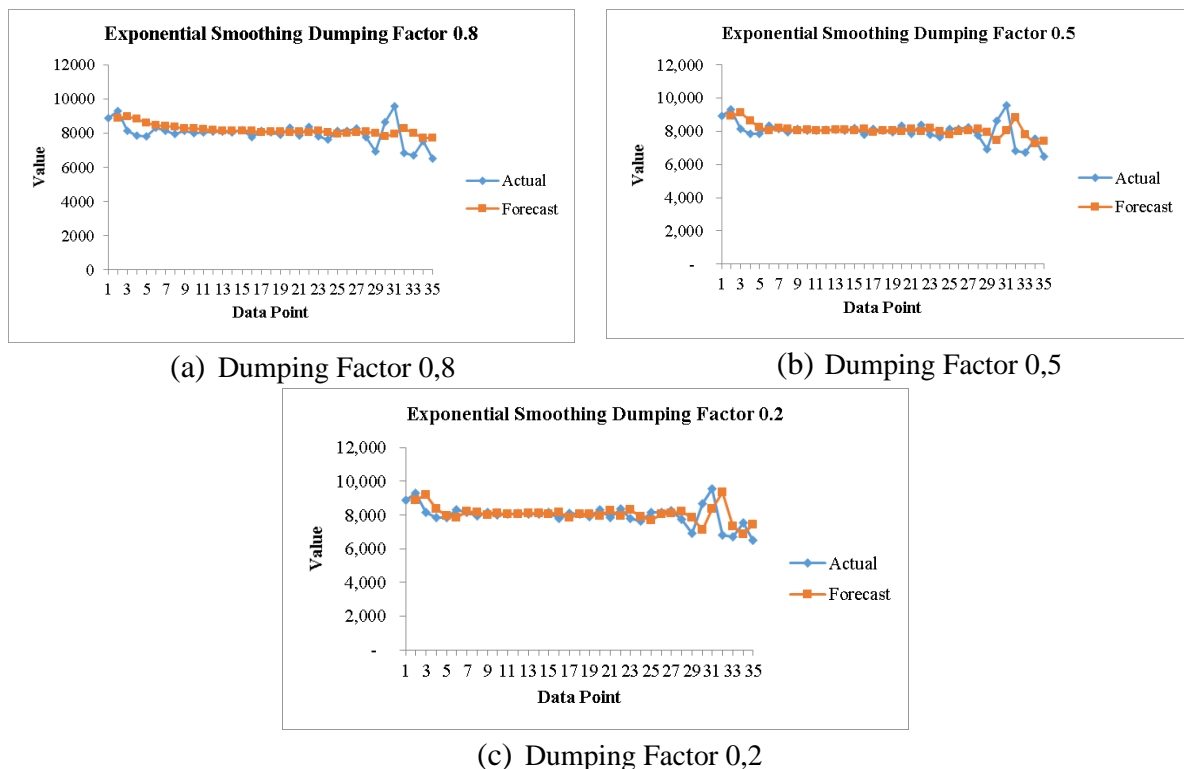 Exponential Smoothing Dumping Factor 0.8
12000
10000
8000
6000
4000
2000
0
Value
1 3 5 7 9 11 13 15 17 19 21 23 25 27 29 31 33 35
Data Point
Actual
Forecast
(a) Dumping Factor 0,8
Exponential Smoothing Dumping Factor 0.5
12,000
10,000
8,000
6,000
4,000
2,000
-
Value
1 3 5 7 9 11 13 15 17 19 21 23 25 27 29 31 33 35
Data Point
Actual
Forecast
(b) Dumping Factor 0,5
Exponential Smoothing Dumping Factor 0.2
12,000
10,000
8,000
6,000
4,000
2,000
-
Value
1 3 5 7 9 11 13 15 17 19 21 23 25 27 29 31 33 35
Data Point
Actual
Forecast
(c) Dumping Factor 0,2